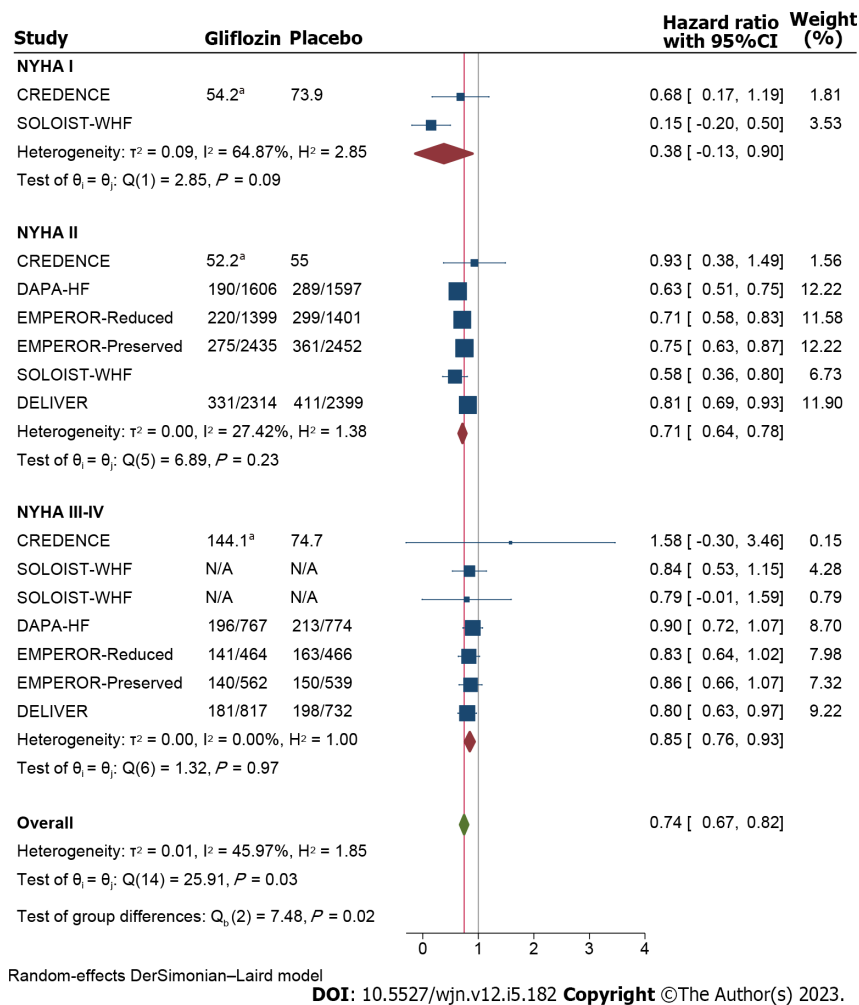 Study Gliflozin Placebo Hazard ratio with 95%CI Weight (%)
NYHA I
CREDENCE 54.2ᵃ 73.9 0.68 [ 0.17, 1.19] 1.81
SOLOIST-WHF 0.15 [ -0.20, 0.50] 3.53
Heterogeneity: τ² = 0.09, I² = 64.87%, H² = 2.85 0.38 [ -0.13, 0.90]
Test of θᵢ = θⱼ: Q(1) = 2.85, P = 0.09
NYHA II
CREDENCE 52.2ᵃ 55 0.93 [ 0.38, 1.49] 1.56
DAPA-HF 190/1606 289/1597 0.63 [ 0.51, 0.75] 12.22
EMPEROR-Reduced 220/1399 299/1401 0.71 [ 0.58, 0.83] 11.58
EMPEROR-Preserved 275/2435 361/2452 0.75 [ 0.63, 0.87] 12.22
SOLOIST-WHF 0.58 [ 0.36, 0.80] 6.73
DELIVER 331/2314 411/2399 0.81 [ 0.69, 0.93] 11.90
Heterogeneity: τ² = 0.00, I² = 27.42%, H² = 1.38 0.71 [ 0.64, 0.78]
Test of θᵢ = θⱼ: Q(5) = 6.89, P = 0.23
NYHA III-IV
CREDENCE 144.1ᵃ 74.7 1.58 [ -0.30, 3.46] 0.15
SOLOIST-WHF N/A N/A 0.84 [ 0.53, 1.15] 4.28
SOLOIST-WHF N/A N/A 0.79 [ -0.01, 1.59] 0.79
DAPA-HF 196/767 213/774 0.90 [ 0.72, 1.07] 8.70
EMPEROR-Reduced 141/464 163/466 0.83 [ 0.64, 1.02] 7.98
EMPEROR-Preserved 140/562 150/539 0.86 [ 0.66, 1.07] 7.32
DELIVER 181/817 198/732 0.80 [ 0.63, 0.97] 9.22
Heterogeneity: τ² = 0.00, I² = 0.00%, H² = 1.00 0.85 [ 0.76, 0.93]
Test of θᵢ = θⱼ: Q(6) = 1.32, P = 0.97
Overall 0.74 [ 0.67, 0.82]
Heterogeneity: τ² = 0.01, I² = 45.97%, H² = 1.85
Test of θᵢ = θⱼ: Q(14) = 25.91, P = 0.03
Test of group differences: Q_b(2) = 7.48, P = 0.02
0 1 2 3 4
Random-effects DerSimonian–Laird model
DOI: 10.5527/wjn.v12.i5.182 Copyright ©The Author(s) 2023.